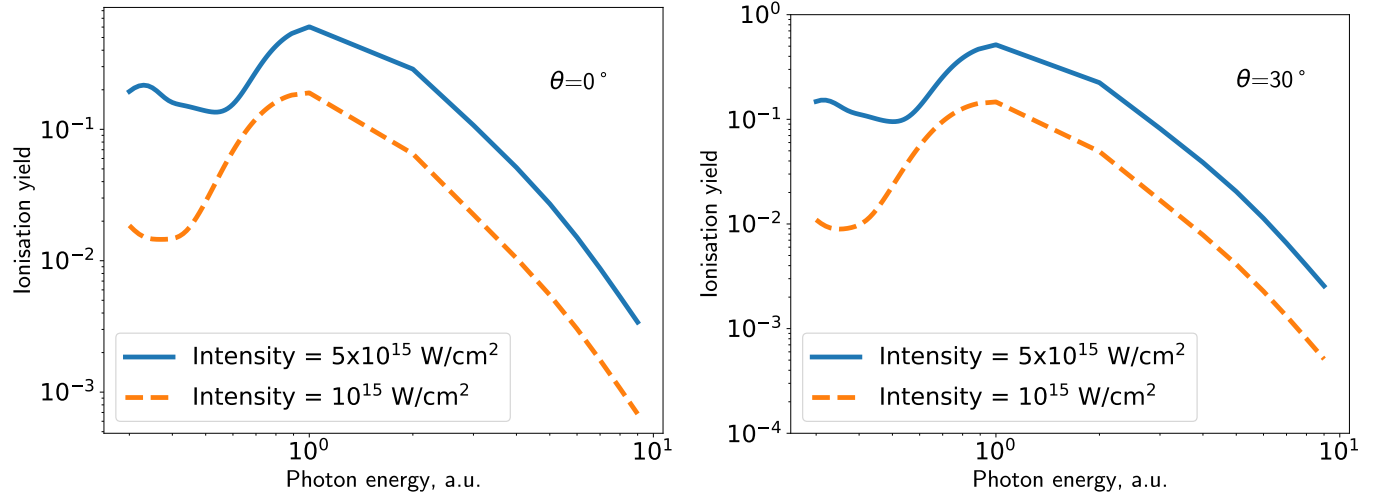 Ionisation yield
10⁻¹
10⁻²
10⁻³
θ=0°
Intensity = 5x10¹⁵ W/cm²
Intensity = 10¹⁵ W/cm²
10⁰
10¹
Photon energy, a.u.
Ionisation yield
10⁰
10⁻¹
10⁻²
10⁻³
10⁻⁴
θ=30°
Intensity = 5x10¹⁵ W/cm²
Intensity = 10¹⁵ W/cm²
10⁰
10¹
Photon energy, a.u.